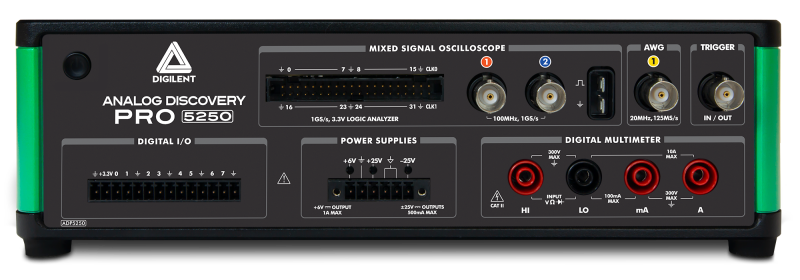 DIGILENT
ANALOG DISCOVERY
PRO 5250
MIXED SIGNAL OSCILLOSCOPE
0 7 8 15 CLK0
16 23 24 31 CLK1
1GS/s, 3.3V LOGIC ANALYZER
1 2
100MHz, 1GS/s
AWG
1
20MHz,125MS/s
TRIGGER
IN / OUT
DIGITAL I/O
+3.3V 0 1 2 3 4 5 6 7
ADP5250
POWER SUPPLIES
+6V +25V -25V
+6V OUTPUT
1A MAX
±25V OUTPUTS
500mA MAX
DIGITAL MULTIMETER
300V
MAX
10A
MAX
CAT II
INPUT
V Ω
100mA
MAX
300V
MAX
HI LO mA A